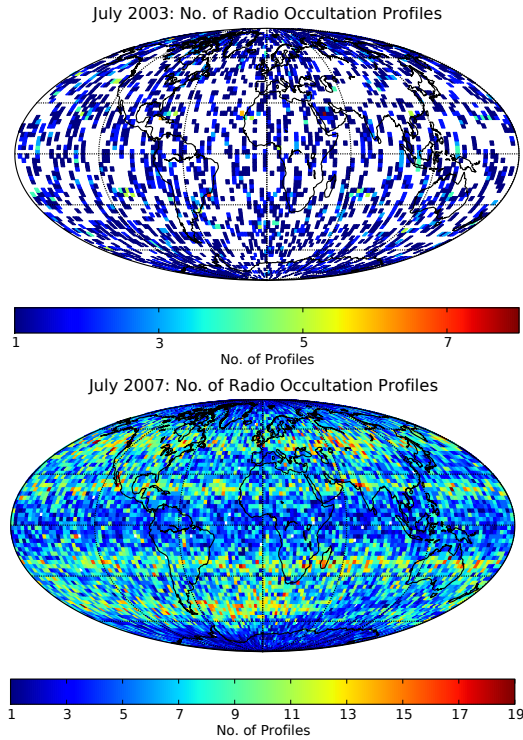 July 2003: No. of Radio Occultation Profiles
1 3 5 7
No. of Profiles
July 2007: No. of Radio Occultation Profiles
1 3 5 7 9 11 13 15 17 19
No. of Profiles